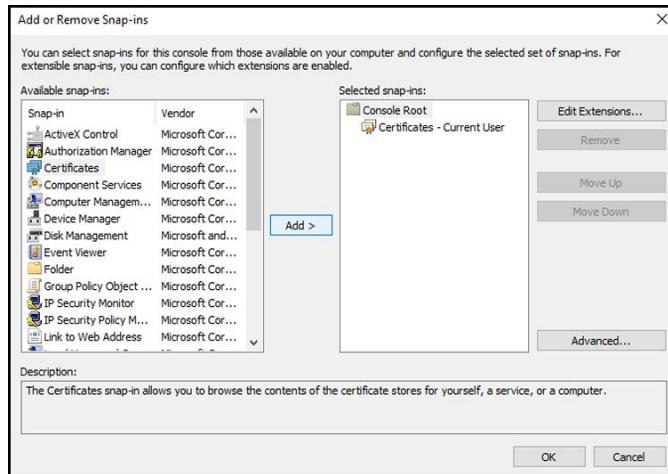 Add or Remove Snap-ins
You can select snap-ins for this console from those available on your computer and configure the selected set of snap-ins. For
extensible snap-ins, you can configure which extensions are enabled.
Available snap-ins:
Snap-in Vendor
ActiveX Control Microsoft Cor...
Authorization Manager Microsoft Cor...
Certificates Microsoft Cor...
Component Services Microsoft Cor...
Computer Managem... Microsoft Cor...
Device Manager Microsoft Cor...
Disk Management Microsoft and...
Event Viewer Microsoft Cor...
Folder Microsoft Cor...
Group Policy Object ... Microsoft Cor...
IP Security Monitor Microsoft Cor...
IP Security Policy M... Microsoft Cor...
Link to Web Address Microsoft Cor...
Add >
Selected snap-ins:
Console Root
Certificates - Current User
Edit Extensions...
Remove
Move Up
Move Down
Advanced...
Description:
The Certificates snap-in allows you to browse the contents of the certificate stores for yourself, a service, or a computer.
OK Cancel